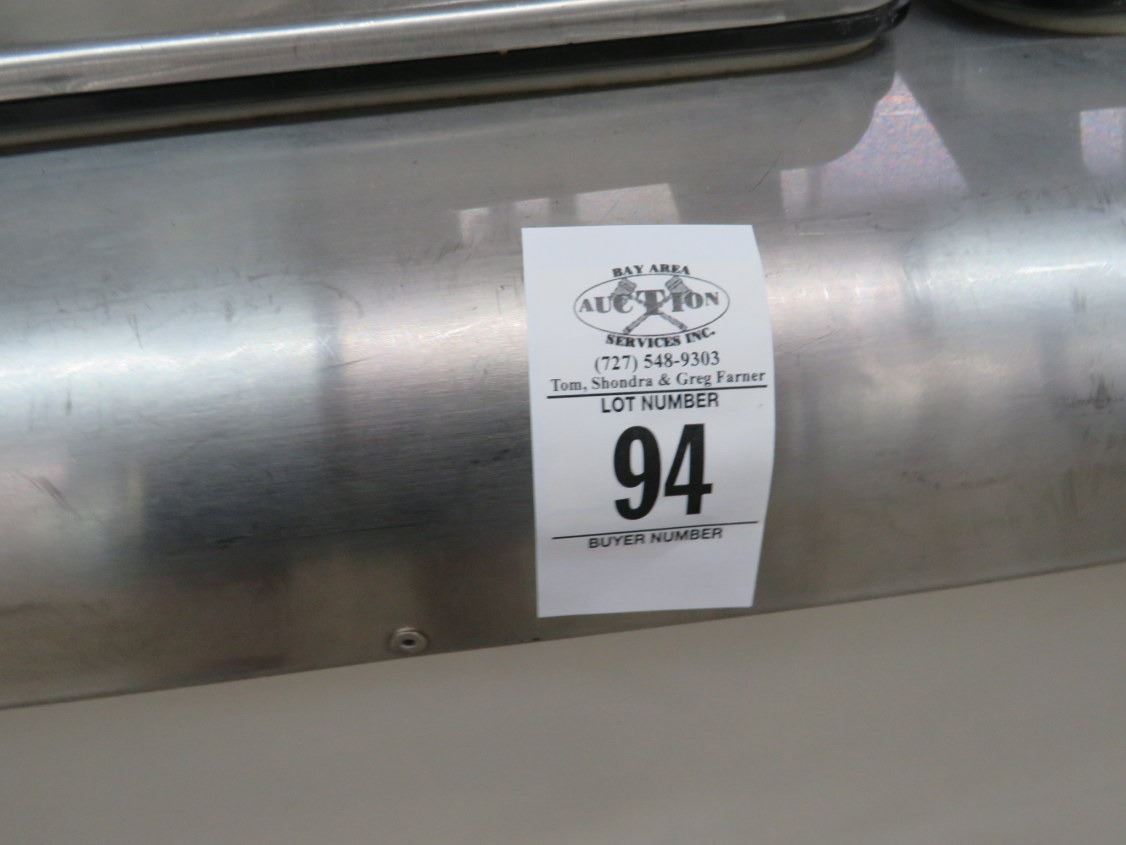 BAY AREA
AUCTION
SERVICES INC.
(727) 548-9303
Tom, Shondra & Greg Farner
LOT NUMBER
94
BUYER NUMBER